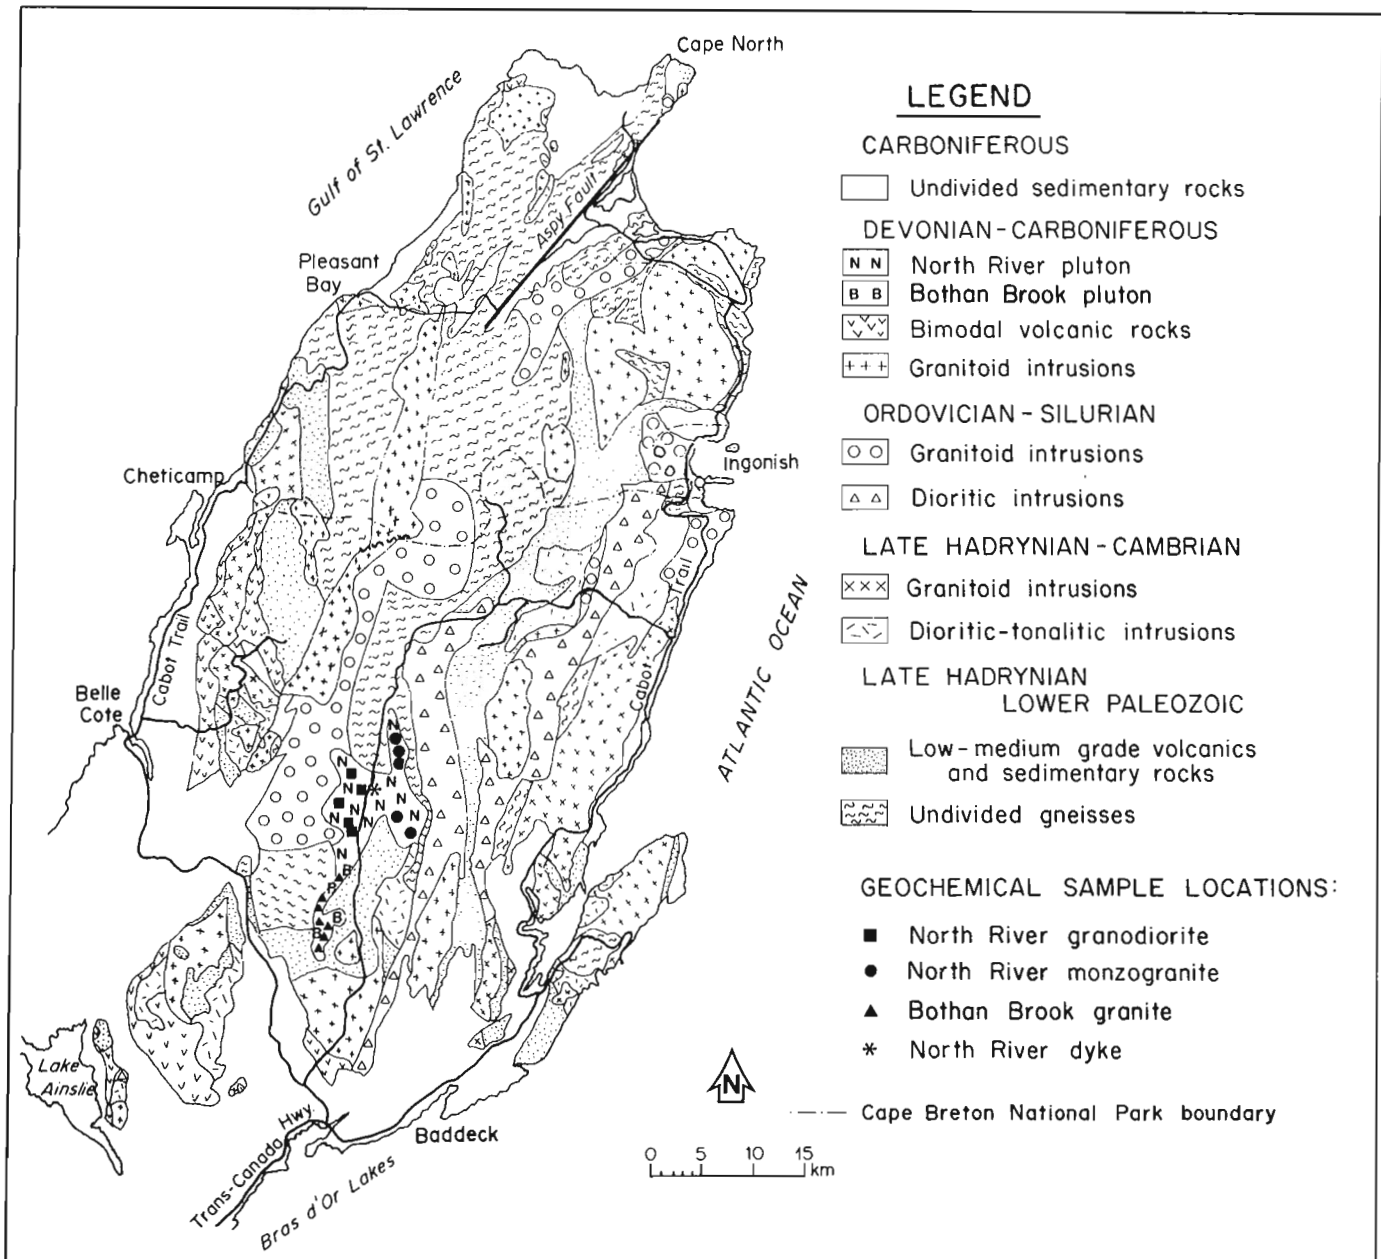 Cape North
Gulf of St. Lawrence
Aspy Fault
Pleasant
Bay
Cheticamp
Ingonish
Cabot Trail
Cabot Trail
Belle
Cote
ATLANTIC OCEAN
N
N
N
N
N
N
N
N
N
N
N
N
B
B
B
B
Lake
Ainslie
Trans-Canada Hwy.
Baddeck
Bras d'Or Lakes
LEGEND
CARBONIFEROUS
Undivided sedimentary rocks
DEVONIAN-CARBONIFEROUS
N N North River pluton
B B Bothan Brook pluton
Bimodal volcanic rocks
+++ Granitoid intrusions
ORDOVICIAN-SILURIAN
Granitoid intrusions
Dioritic intrusions
LATE HADRYNIAN-CAMBRIAN
××× Granitoid intrusions
Dioritic-tonalitic intrusions
LATE HADRYNIAN
LOWER PALEOZOIC
Low-medium grade volcanics
and sedimentary rocks
Undivided gneisses
GEOCHEMICAL SAMPLE LOCATIONS:
■ North River granodiorite
● North River monzogranite
▲ Bothan Brook granite
* North River dyke
Cape Breton National Park boundary
N
0 5 10 15
km